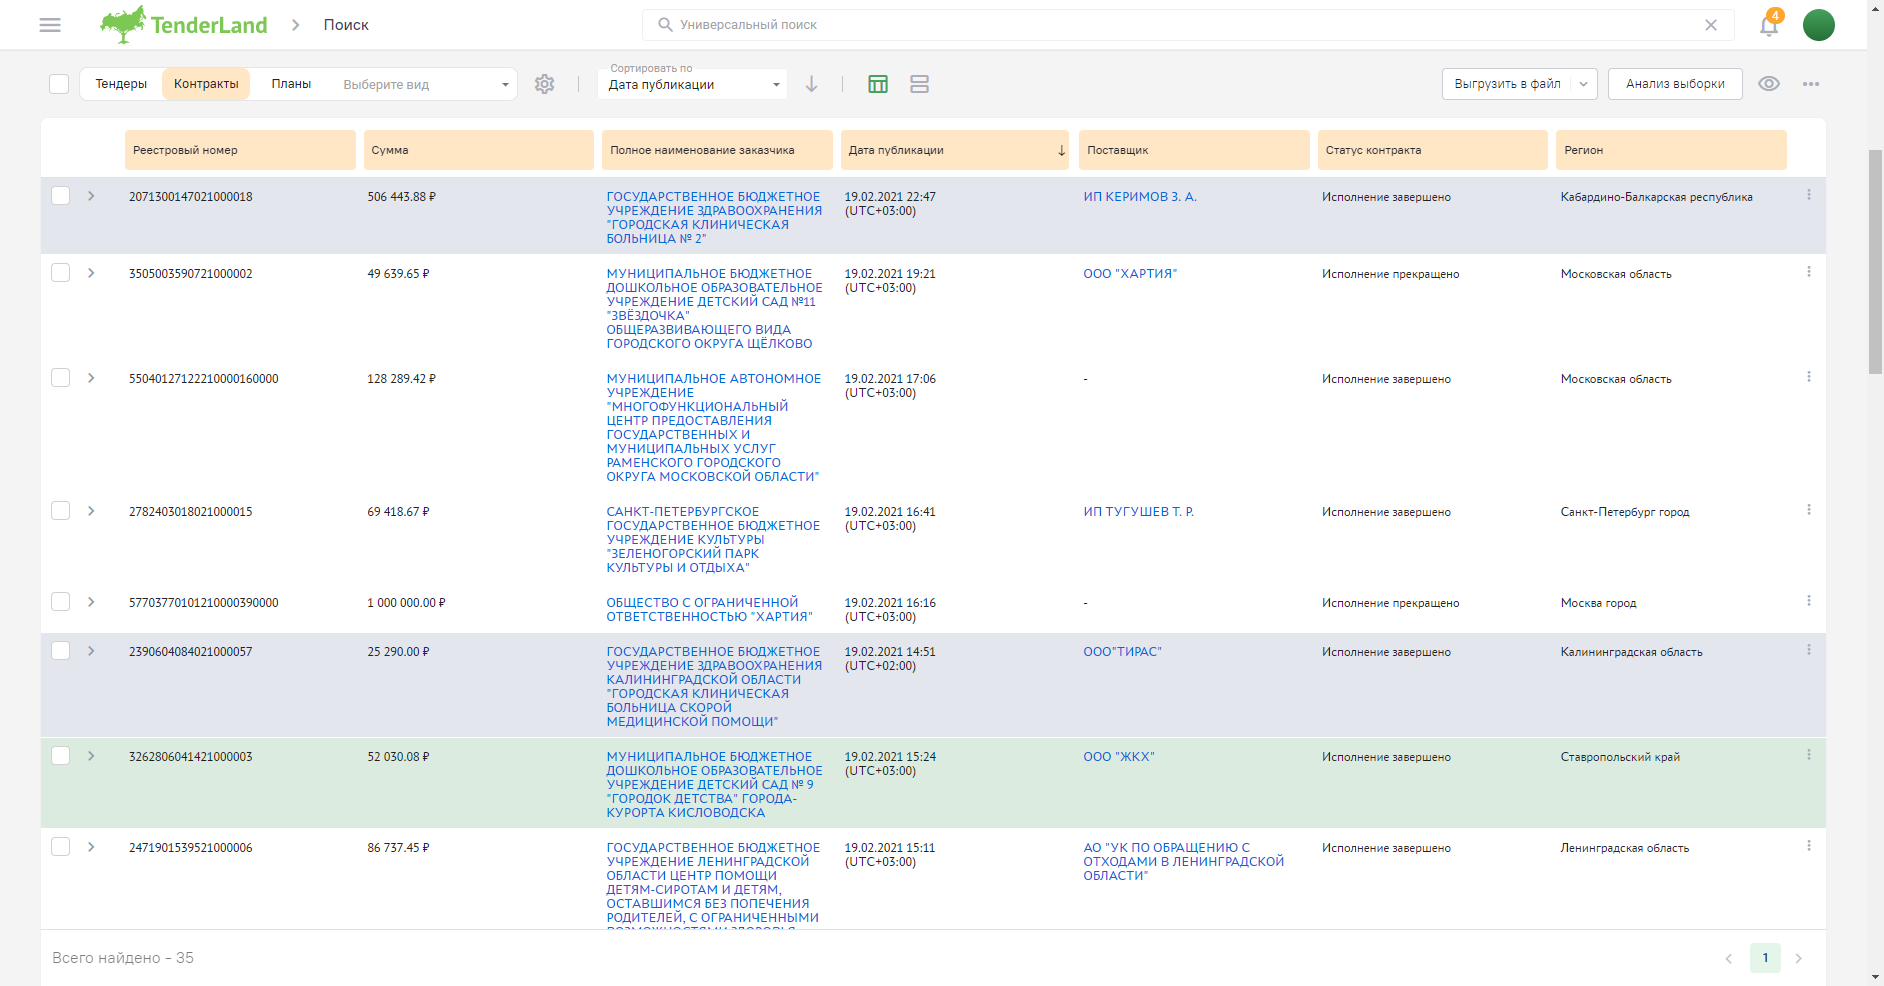 TenderLand
Поиск
Универсальный поиск
4
Тендеры
Контракты
Планы
Выберите вид
Сортировать по
Дата публикации
Выгрузить в файл
Анализ выборки
Реестровый номер
Сумма
Полное наименование заказчика
Дата публикации
Поставщик
Статус контракта
Регион
2071300147021000018
506 443.88 ₽
ГОСУДАРСТВЕННОЕ БЮДЖЕТНОЕ
УЧРЕЖДЕНИЕ ЗДРАВООХРАНЕНИЯ
"ГОРОДСКАЯ КЛИНИЧЕСКАЯ
БОЛЬНИЦА № 2"
19.02.2021 22:47
(UTC+03:00)
ИП КЕРИМОВ З. А.
Исполнение завершено
Кабардино-Балкарская республика
3505003590721000002
49 639.65 ₽
МУНИЦИПАЛЬНОЕ БЮДЖЕТНОЕ
ДОШКОЛЬНОЕ ОБРАЗОВАТЕЛЬНОЕ
УЧРЕЖДЕНИЕ ДЕТСКИЙ САД №11
"ЗВЁЗДОЧКА"
ОБЩЕРАЗВИВАЮЩЕГО ВИДА
ГОРОДСКОГО ОКРУГА ЩЁЛКОВО
19.02.2021 19:21
(UTC+03:00)
ООО "ХАРТИЯ"
Исполнение прекращено
Московская область
55040127122210000160000
128 289.42 ₽
МУНИЦИПАЛЬНОЕ АВТОНОМНОЕ
УЧРЕЖДЕНИЕ
"МНОГОФУНКЦИОНАЛЬНЫЙ
ЦЕНТР ПРЕДОСТАВЛЕНИЯ
ГОСУДАРСТВЕННЫХ И
МУНИЦИПАЛЬНЫХ УСЛУГ
РАМЕНСКОГО ГОРОДСКОГО
ОКРУГА МОСКОВСКОЙ ОБЛАСТИ"
19.02.2021 17:06
(UTC+03:00)
-
Исполнение завершено
Московская область
2782403018021000015
69 418.67 ₽
САНКТ-ПЕТЕРБУРГСКОЕ
ГОСУДАРСТВЕННОЕ БЮДЖЕТНОЕ
УЧРЕЖДЕНИЕ КУЛЬТУРЫ
"ЗЕЛЕНОГОРСКИЙ ПАРК
КУЛЬТУРЫ И ОТДЫХА"
19.02.2021 16:41
(UTC+03:00)
ИП ТУГУШЕВ Т. Р.
Исполнение завершено
Санкт-Петербург город
57703770101210000390000
1 000 000.00 ₽
ОБЩЕСТВО С ОГРАНИЧЕННОЙ
ОТВЕТСТВЕННОСТЬЮ "ХАРТИЯ"
19.02.2021 16:16
(UTC+03:00)
-
Исполнение прекращено
Москва город
2390604084021000057
25 290.00 ₽
ГОСУДАРСТВЕННОЕ БЮДЖЕТНОЕ
УЧРЕЖДЕНИЕ ЗДРАВООХРАНЕНИЯ
КАЛИНИНГРАДСКОЙ ОБЛАСТИ
"ГОРОДСКАЯ КЛИНИЧЕСКАЯ
БОЛЬНИЦА СКОРОЙ
МЕДИЦИНСКОЙ ПОМОЩИ"
19.02.2021 14:51
(UTC+02:00)
ООО"ТИРАС"
Исполнение завершено
Калининградская область
3262806041421000003
52 030.08 ₽
МУНИЦИПАЛЬНОЕ БЮДЖЕТНОЕ
ДОШКОЛЬНОЕ ОБРАЗОВАТЕЛЬНОЕ
УЧРЕЖДЕНИЕ ДЕТСКИЙ САД № 9
"ГОРОДОК ДЕТСТВА" ГОРОДА-
КУРОРТА КИСЛОВОДСКА
19.02.2021 15:24
(UTC+03:00)
ООО "ЖКХ"
Исполнение завершено
Ставропольский край
2471901539521000006
86 737.45 ₽
ГОСУДАРСТВЕННОЕ БЮДЖЕТНОЕ
УЧРЕЖДЕНИЕ ЛЕНИНГРАДСКОЙ
ОБЛАСТИ ЦЕНТР ПОМОЩИ
ДЕТЯМ-СИРОТАМ И ДЕТЯМ,
ОСТАВШИМСЯ БЕЗ ПОПЕЧЕНИЯ
РОДИТЕЛЕЙ, С ОГРАНИЧЕННЫМИ
ВОЗМОЖНОСТЯМИ ЗДОРОВЬЯ
19.02.2021 15:11
(UTC+03:00)
АО "УК ПО ОБРАЩЕНИЮ С
ОТХОДАМИ В ЛЕНИНГРАДСКОЙ
ОБЛАСТИ"
Исполнение завершено
Ленинградская область
Всего найдено - 35
1